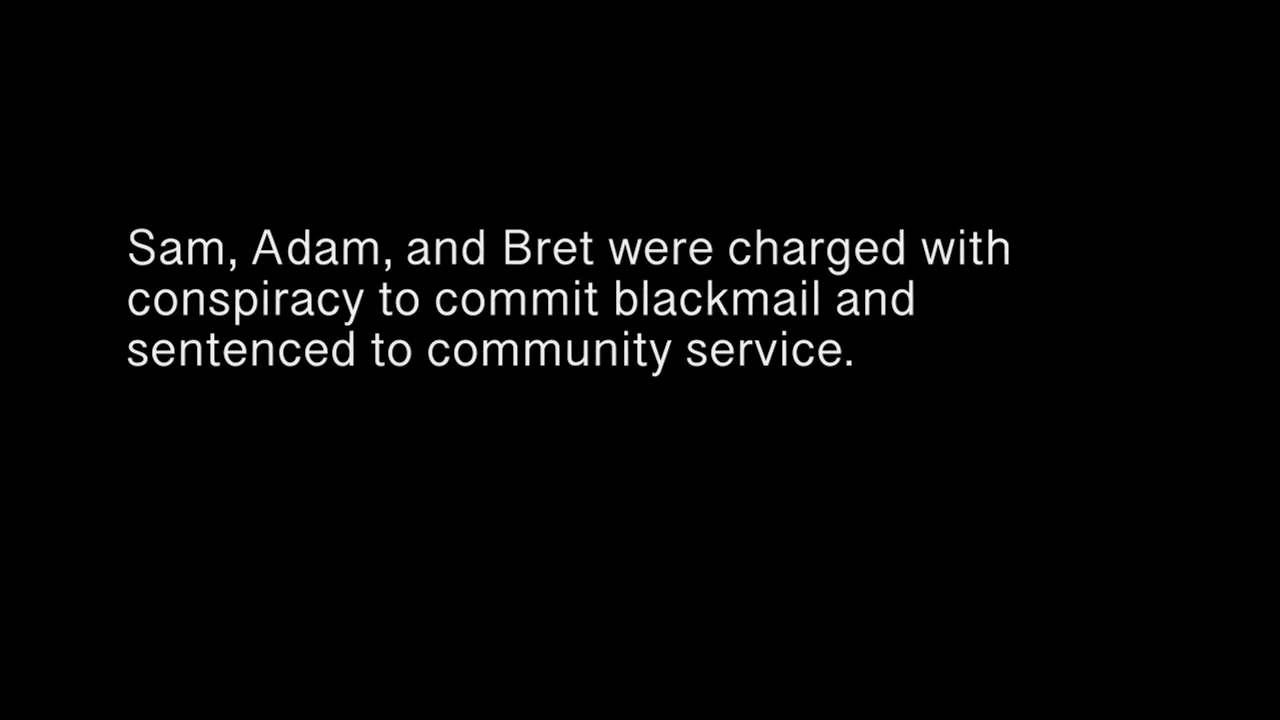 Sam, Adam, and Bret were charged with
conspiracy to commit blackmail and
sentenced to community service.